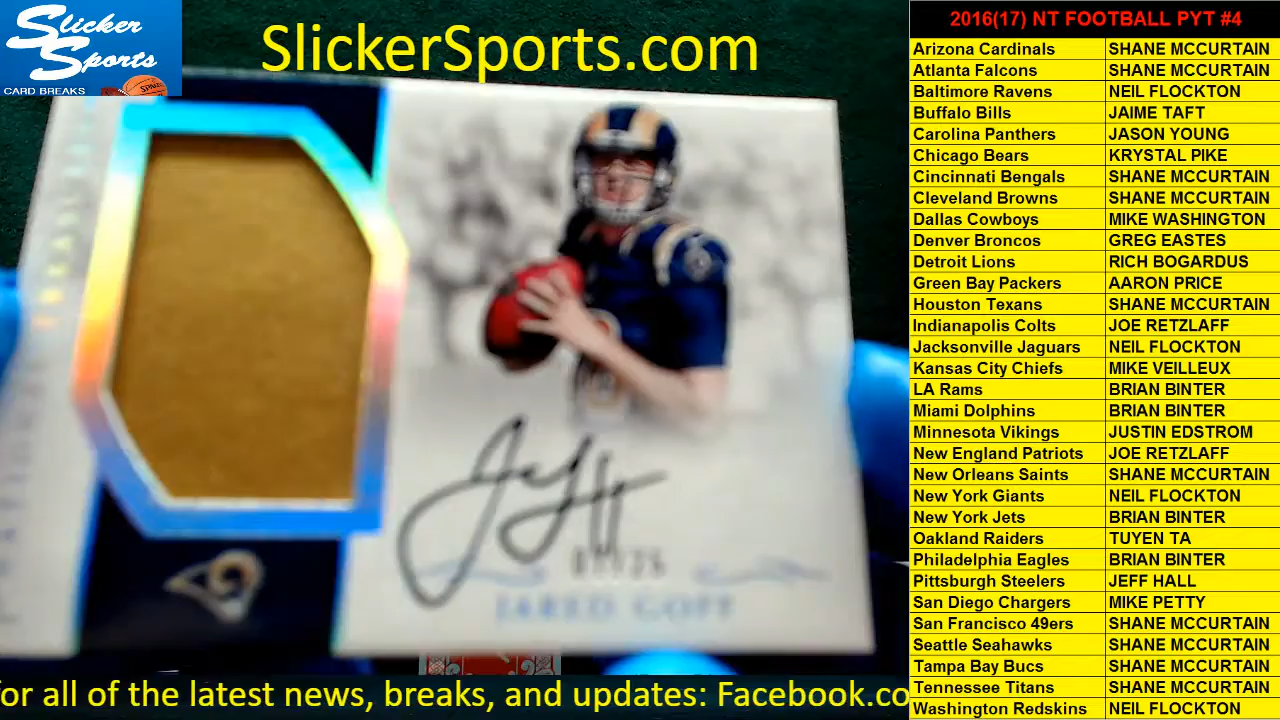 Slicker
Sports
CARD BREAKS
SlickerSports.com
JARED GOFF
for all of the latest news, breaks, and updates: Facebook.co
2016(17) NT FOOTBALL PYT #4
Arizona Cardinals SHANE MCCURTAIN
Atlanta Falcons SHANE MCCURTAIN
Baltimore Ravens NEIL FLOCKTON
Buffalo Bills JAIME TAFT
Carolina Panthers JASON YOUNG
Chicago Bears KRYSTAL PIKE
Cincinnati Bengals SHANE MCCURTAIN
Cleveland Browns SHANE MCCURTAIN
Dallas Cowboys MIKE WASHINGTON
Denver Broncos GREG EASTES
Detroit Lions RICH BOGARDUS
Green Bay Packers AARON PRICE
Houston Texans SHANE MCCURTAIN
Indianapolis Colts JOE RETZLAFF
Jacksonville Jaguars NEIL FLOCKTON
Kansas City Chiefs MIKE VEILLEUX
LA Rams BRIAN BINTER
Miami Dolphins BRIAN BINTER
Minnesota Vikings JUSTIN EDSTROM
New England Patriots JOE RETZLAFF
New Orleans Saints SHANE MCCURTAIN
New York Giants NEIL FLOCKTON
New York Jets BRIAN BINTER
Oakland Raiders TUYEN TA
Philadelphia Eagles BRIAN BINTER
Pittsburgh Steelers JEFF HALL
San Diego Chargers MIKE PETTY
San Francisco 49ers SHANE MCCURTAIN
Seattle Seahawks SHANE MCCURTAIN
Tampa Bay Bucs SHANE MCCURTAIN
Tennessee Titans SHANE MCCURTAIN
Washington Redskins NEIL FLOCKTON